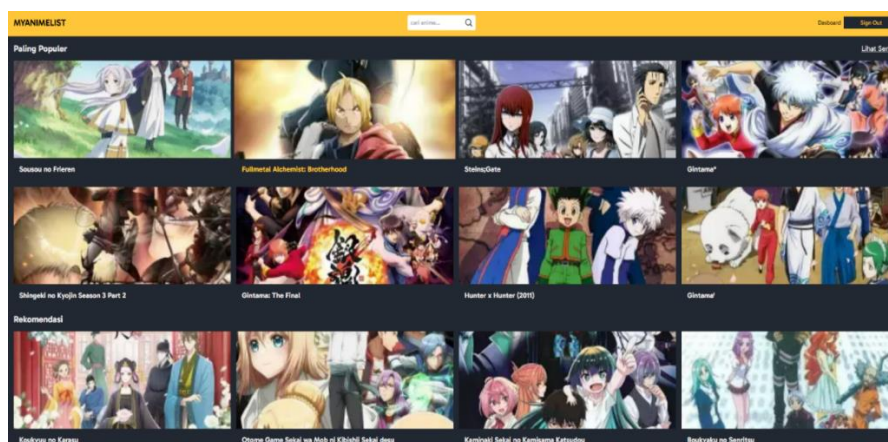 MYANIMELIST
cari anime...
Dasboard
Sign Out
Paling Populer
Lihat Sem
Sousou no Frieren
Fullmetal Alchemist: Brotherhood
Steins;Gate
Gintama°
Shingeki no Kyojin Season 3 Part 2
Gintama: The Final
Hunter x Hunter (2011)
Gintama'
Rekomendasi
Koukyuu no Karasu
Otome Game Sekai wa Mob ni Kibishii Sekai desu
Kaminaki Sekai no Kamisama Katsudou
Boukyaku no Senritsu